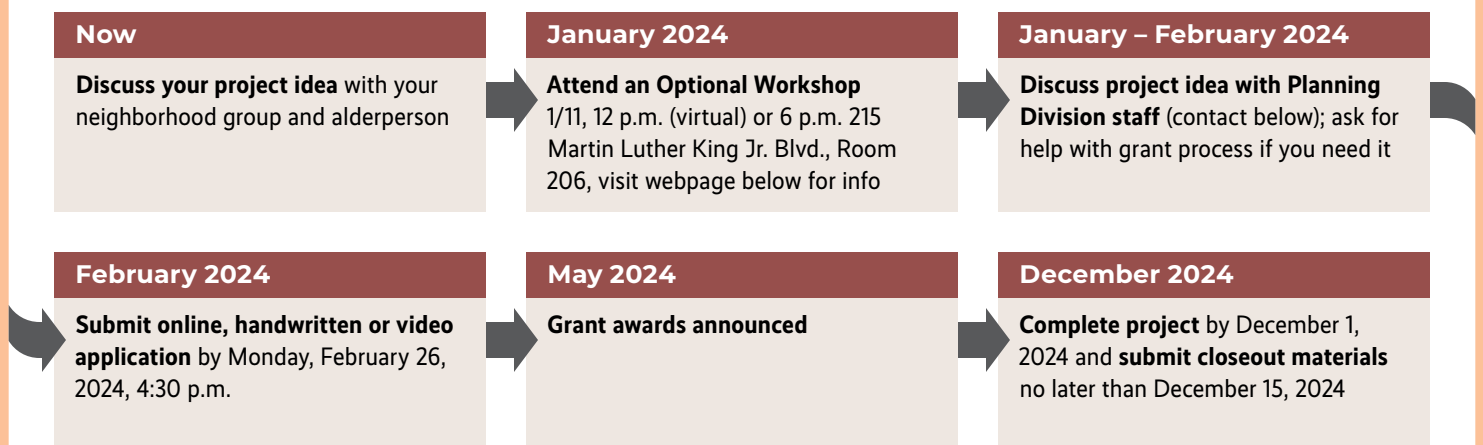 Now
Discuss your project idea with your
neighborhood group and alderperson
January 2024
Attend an Optional Workshop
1/11, 12 p.m. (virtual) or 6 p.m. 215
Martin Luther King Jr. Blvd., Room
206, visit webpage below for info
January – February 2024
Discuss project idea with Planning
Division staff (contact below); ask for
help with grant process if you need it
February 2024
Submit online, handwritten or video
application by Monday, February 26,
2024, 4:30 p.m.
May 2024
Grant awards announced
December 2024
Complete project by December 1,
2024 and submit closeout materials
no later than December 15, 2024